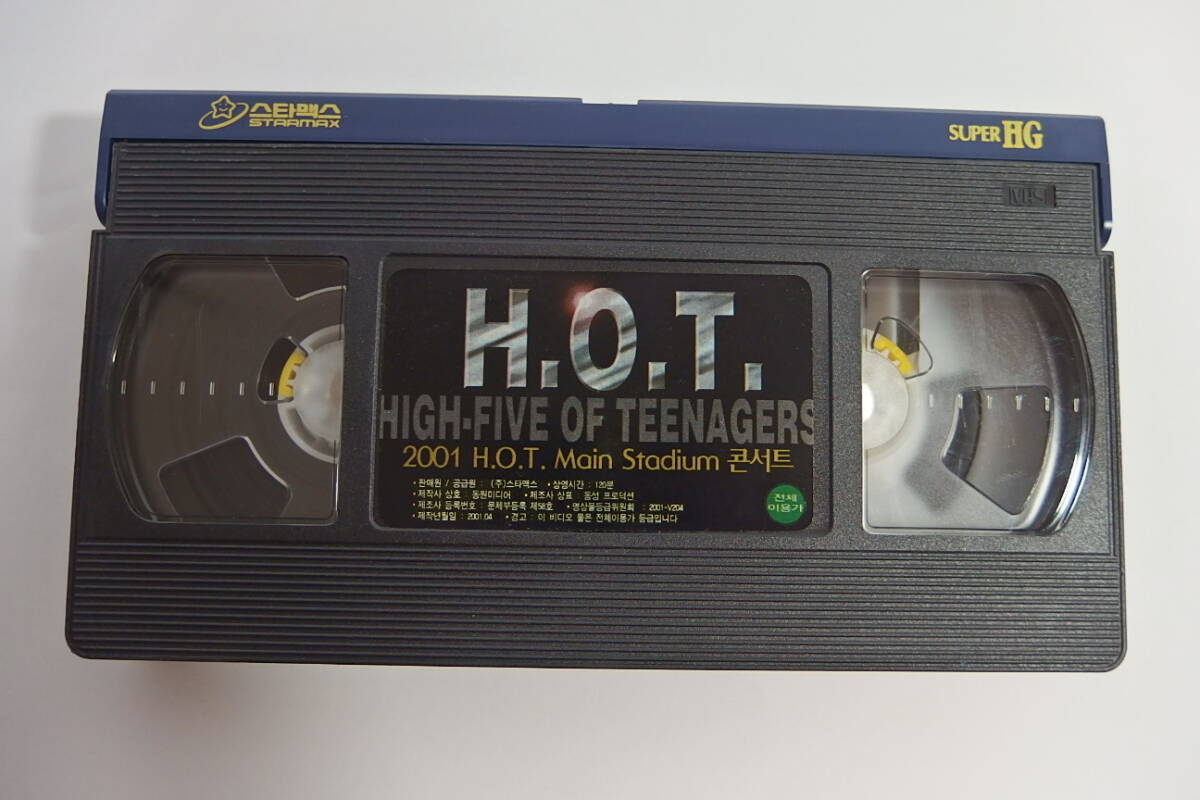 스타맥스
STARMAX
SUPER HG
VHS
H.O.T.
HIGH-FIVE OF TEENAGERS
2001 H.O.T. Main Stadium 콘서트
• 판매원 / 공급원 : (주)스타맥스 • 상영시간 : 120분
• 제작사 상호 : 동원미디어 • 제조사 상표 : 동성 프로덕션
• 제조사 등록번호 : 문제부등록 제58호 • 영상물등급위원회 : 2001-V204
• 제작년월일 : 2001.04 • 경고 : 이 비디오 물은 전체이용가 등급입니다
전체
이용가